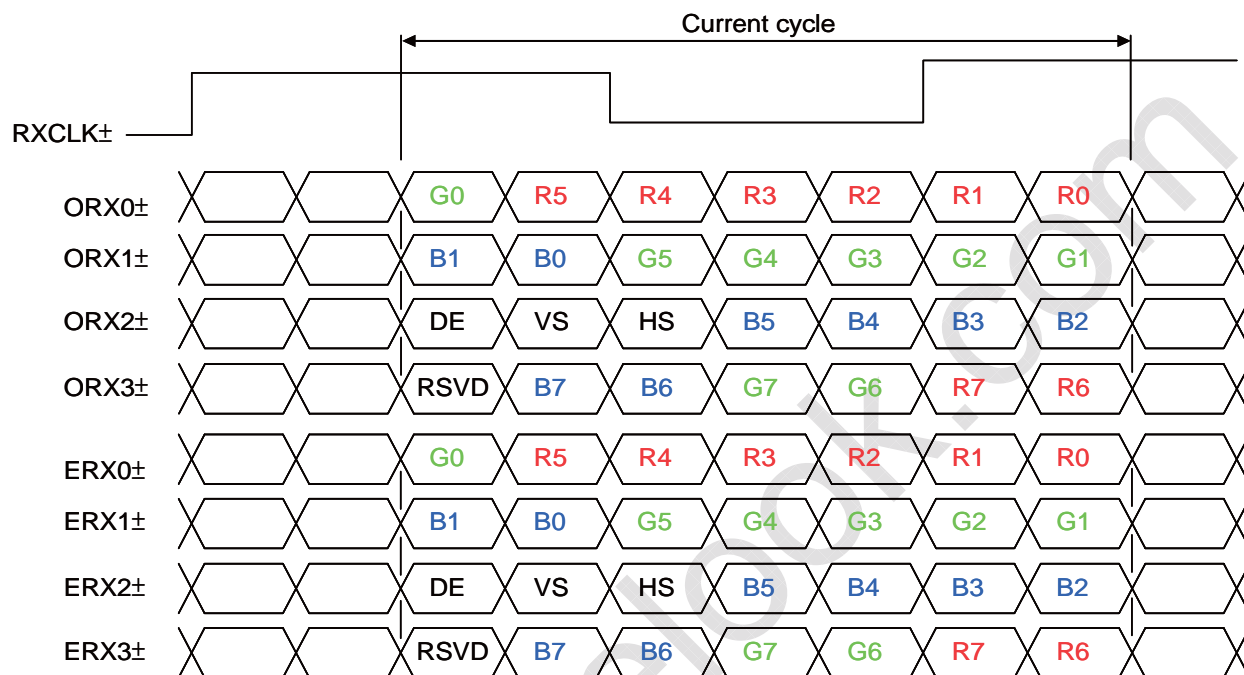 Current cycle
RXCLK±
ORX0± G0 R5 R4 R3 R2 R1 R0
ORX1± B1 B0 G5 G4 G3 G2 G1
ORX2± DE VS HS B5 B4 B3 B2
ORX3± RSVD B7 B6 G7 G6 R7 R6
ERX0± G0 R5 R4 R3 R2 R1 R0
ERX1± B1 B0 G5 G4 G3 G2 G1
ERX2± DE VS HS B5 B4 B3 B2
ERX3± RSVD B7 B6 G7 G6 R7 R6
elook.com